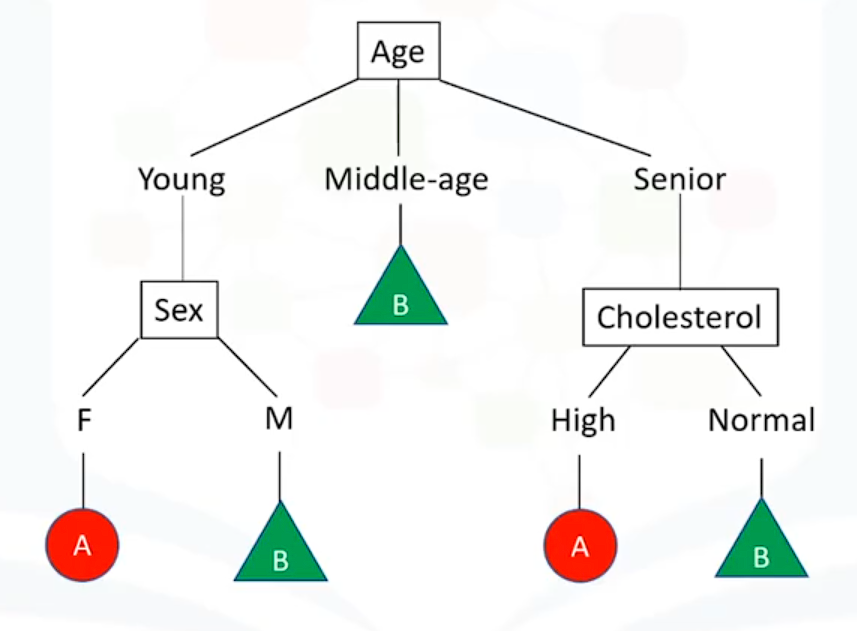 Age
Young
Middle-age
Senior
B
Sex
Cholesterol
F
M
High
Normal
A
B
A
B